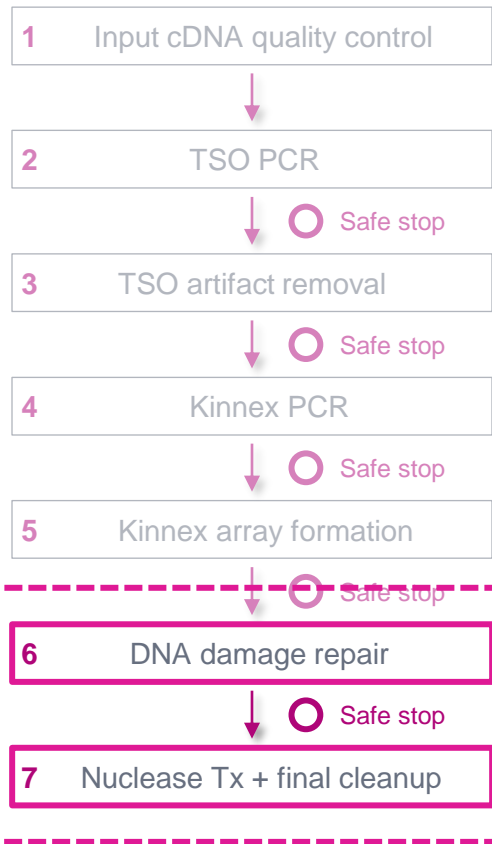 1 Input cDNA quality control
2 TSO PCR
Safe stop
3 TSO artifact removal
Safe stop
4 Kinnex PCR
Safe stop
5 Kinnex array formation
Safe stop
6 DNA damage repair
Safe stop
7 Nuclease Tx + final cleanup